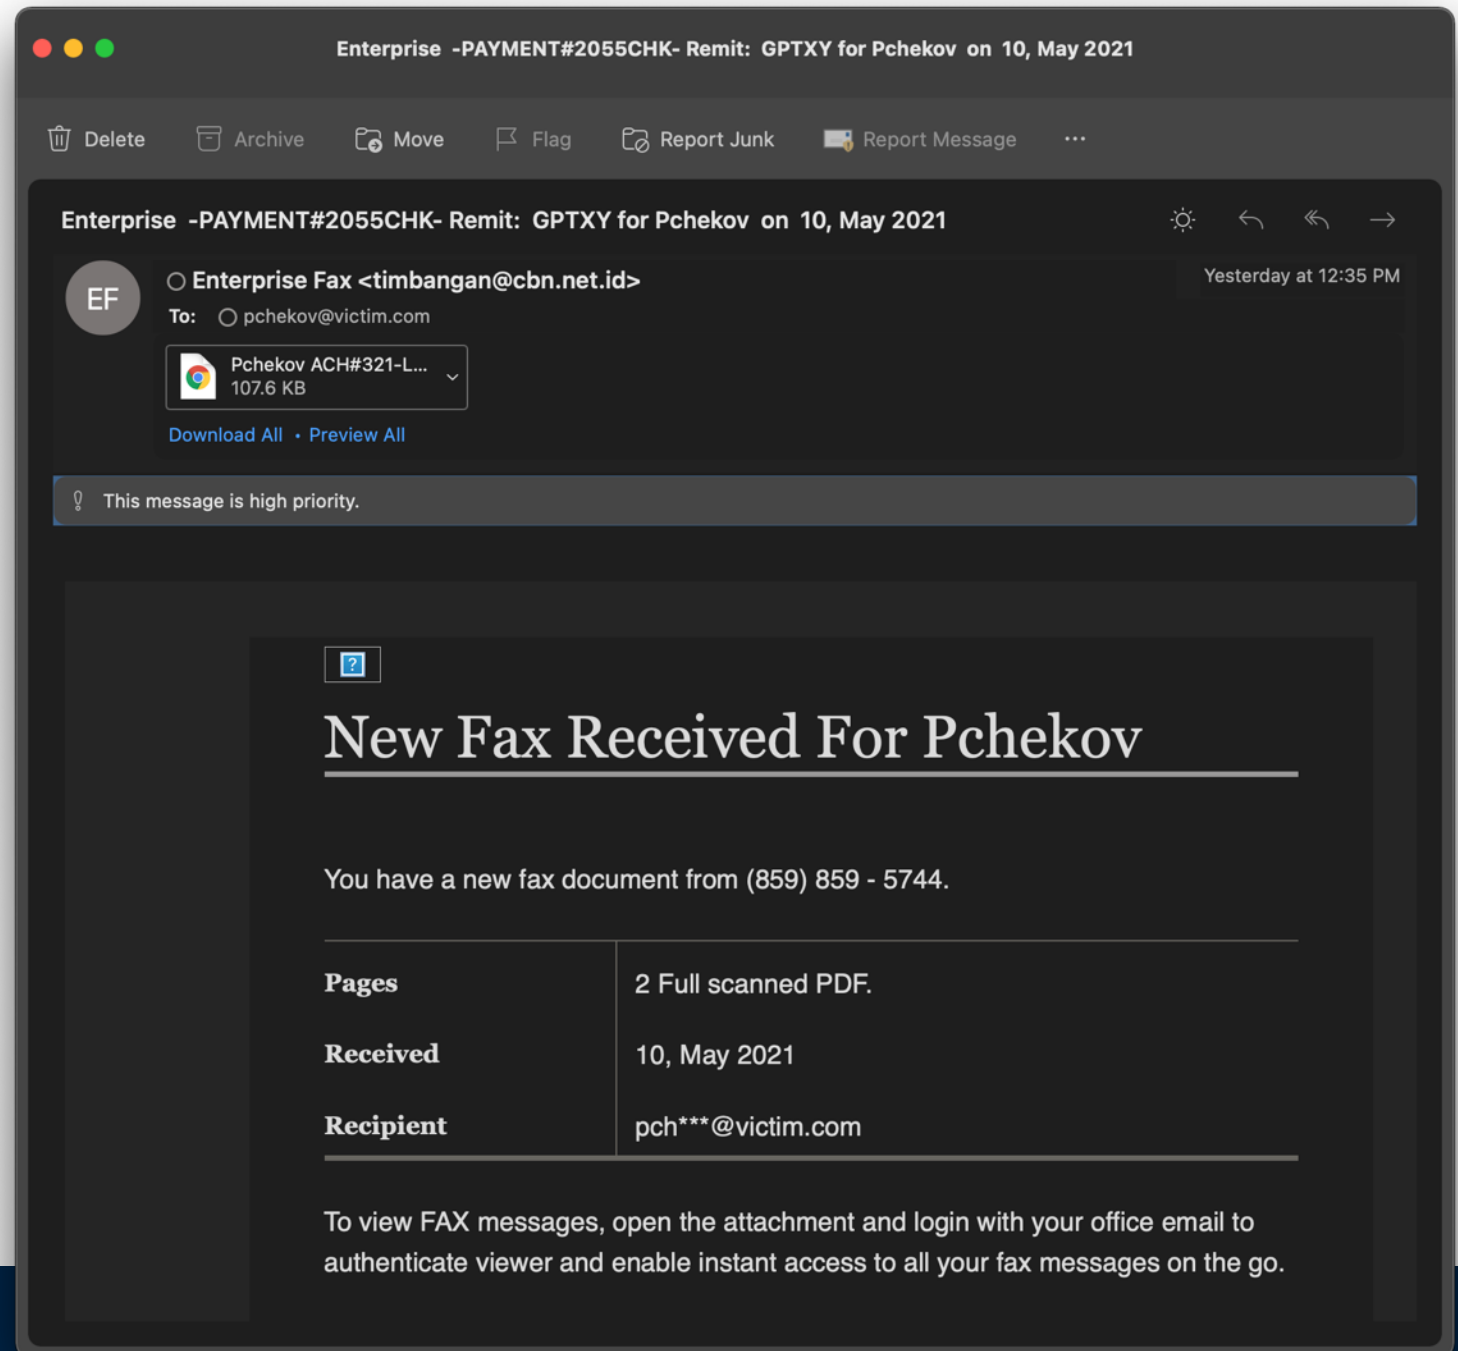 Enterprise -PAYMENT#2055CHK- Remit: GPTXY for Pchekov on 10, May 2021
Delete Archive Move Flag Report Junk Report Message ...
Enterprise -PAYMENT#2055CHK- Remit: GPTXY for Pchekov on 10, May 2021
EF
Enterprise Fax <timbangan@cbn.net.id>
Yesterday at 12:35 PM
To: pchekov@victim.com
Pchekov ACH#321-L...
107.6 KB
Download All • Preview All
This message is high priority.
?
New Fax Received For Pchekov
You have a new fax document from (859) 859 - 5744.
Pages 2 Full scanned PDF.
Received 10, May 2021
Recipient pch***@victim.com
To view FAX messages, open the attachment and login with your office email to
authenticate viewer and enable instant access to all your fax messages on the go.